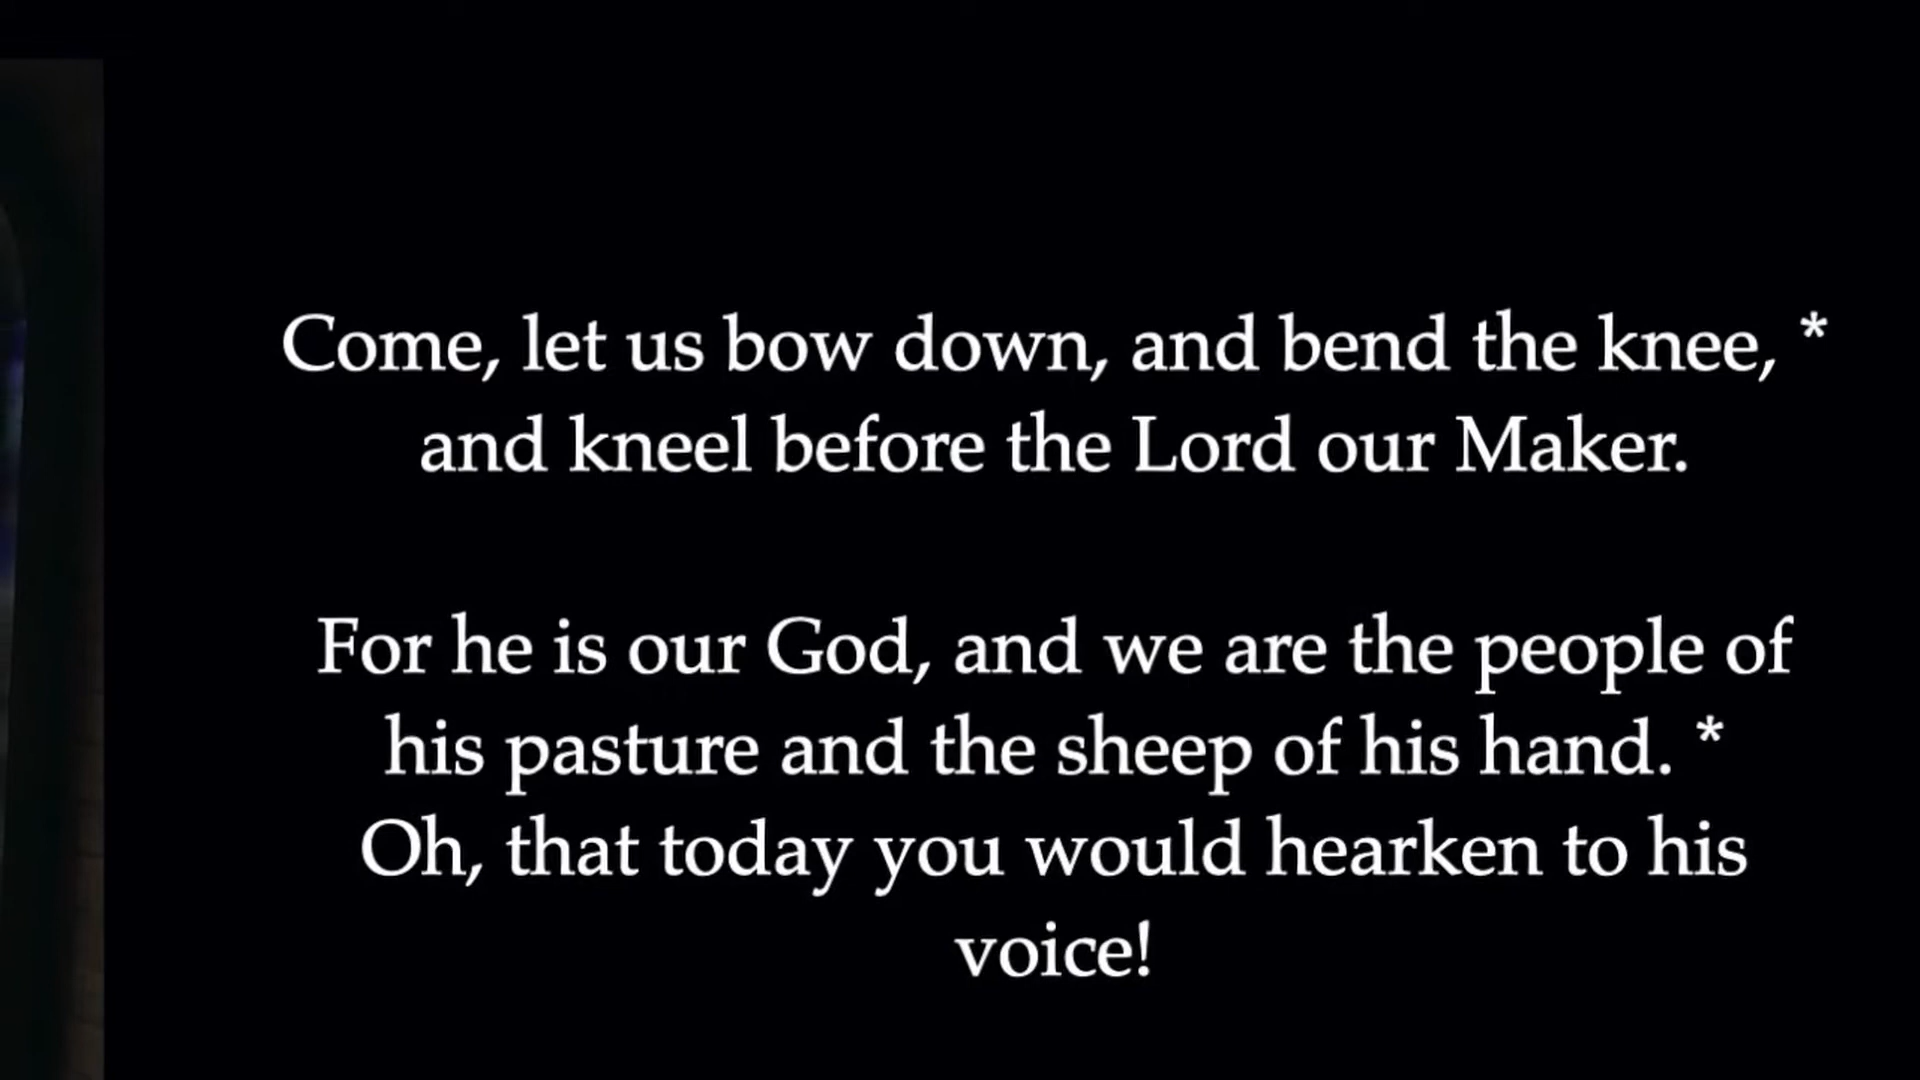 Come, let us bow down, and bend the knee, *
and kneel before the Lord our Maker.
For he is our God, and we are the people of
his pasture and the sheep of his hand. *
Oh, that today you would hearken to his
voice!